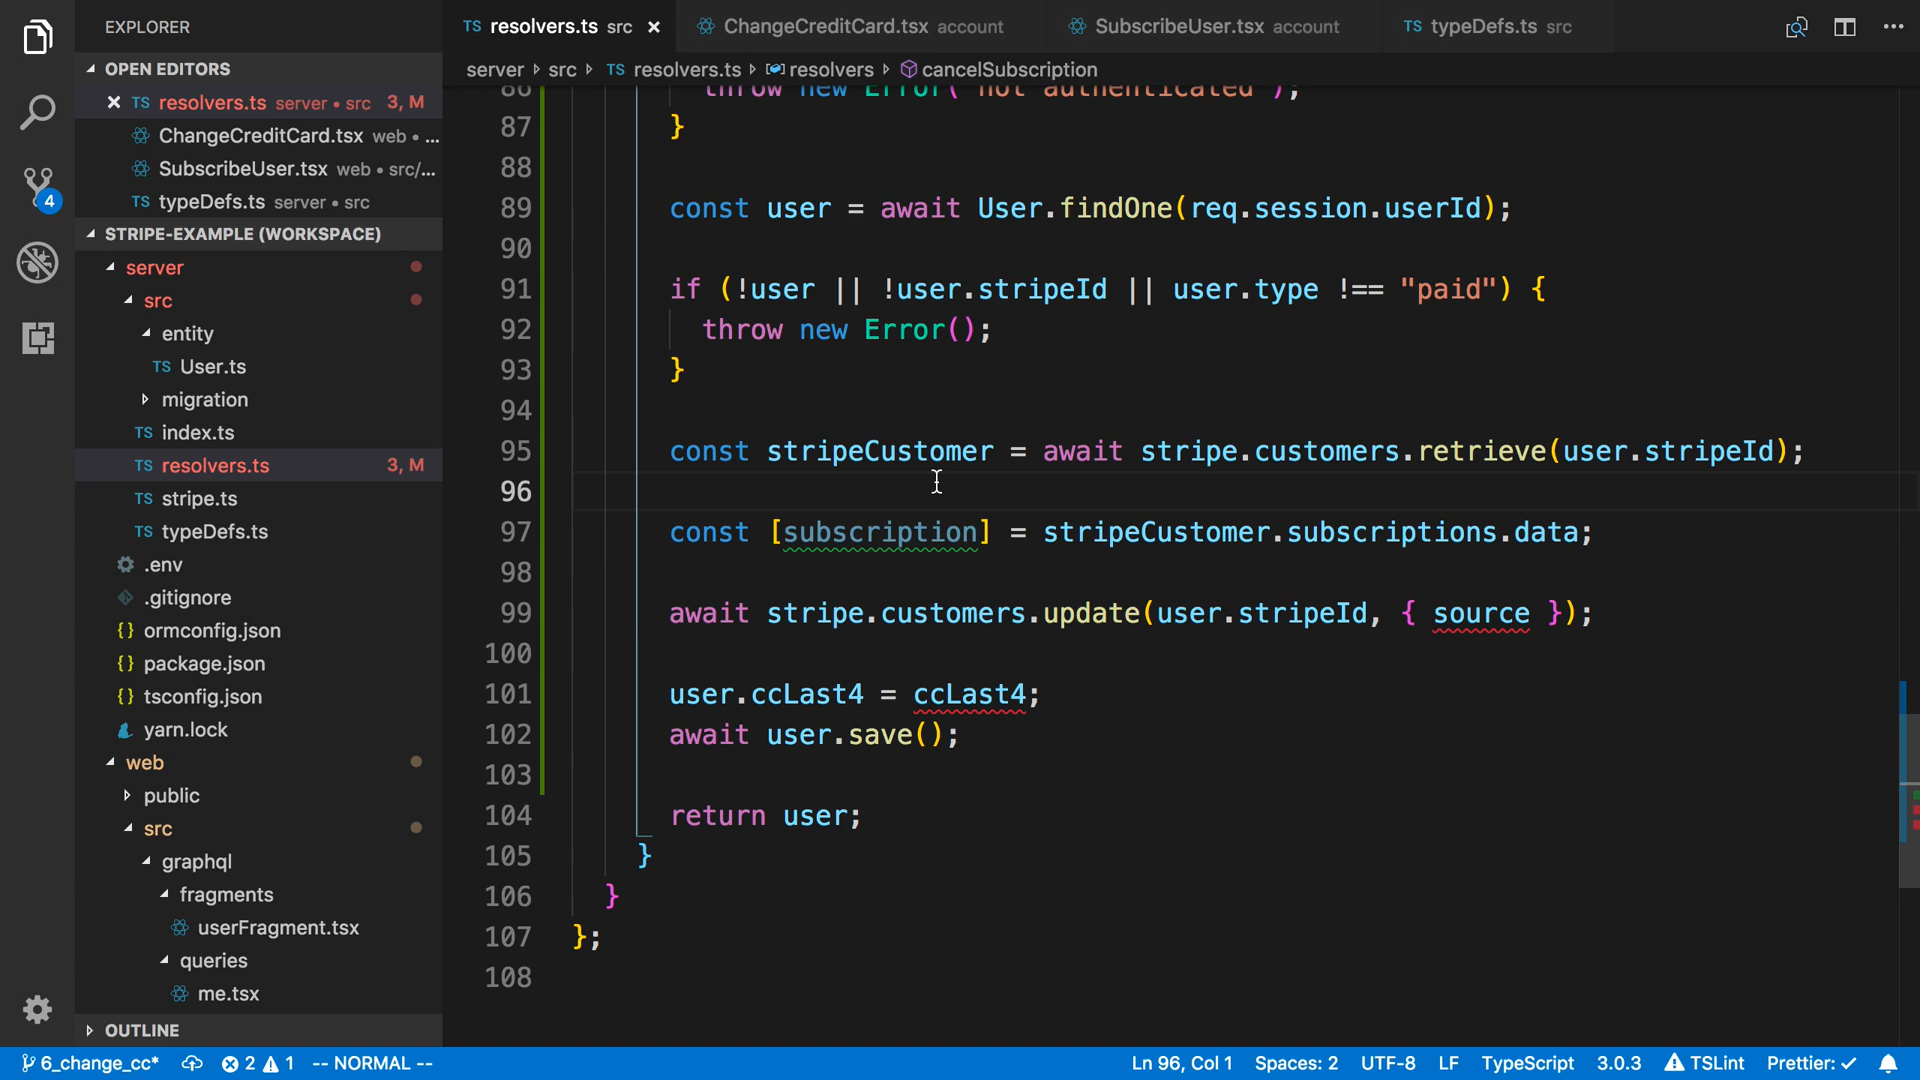 EXPLORER
OPEN EDITORS
× TS resolvers.ts server • src 3, M
ChangeCreditCard.tsx web • ...
SubscribeUser.tsx web • src/...
TS typeDefs.ts server • src
STRIPE-EXAMPLE (WORKSPACE)
server
src
entity
TS User.ts
migration
TS index.ts
TS resolvers.ts 3, M
TS stripe.ts
TS typeDefs.ts
.env
.gitignore
{} ormconfig.json
{} package.json
{} tsconfig.json
yarn.lock
web
public
src
graphql
fragments
userFragment.tsx
queries
me.tsx
OUTLINE
4
TS resolvers.ts src × ChangeCreditCard.tsx account SubscribeUser.tsx account TS typeDefs.ts src
server › src › TS resolvers.ts › resolvers › cancelSubscription
86 throw new Error("not authenticated");
87 }
88
89 const user = await User.findOne(req.session.userId);
90
91 if (!user || !user.stripeId || user.type !== "paid") {
92 throw new Error();
93 }
94
95 const stripeCustomer = await stripe.customers.retrieve(user.stripeId);
96
97 const [subscription] = stripeCustomer.subscriptions.data;
98
99 await stripe.customers.update(user.stripeId, { source });
100
101 user.ccLast4 = ccLast4;
102 await user.save();
103
104 return user;
105 }
106 }
107 };
108
6_change_cc* 2 1 -- NORMAL -- Ln 96, Col 1 Spaces: 2 UTF-8 LF TypeScript 3.0.3 TSLint Prettier: ✓